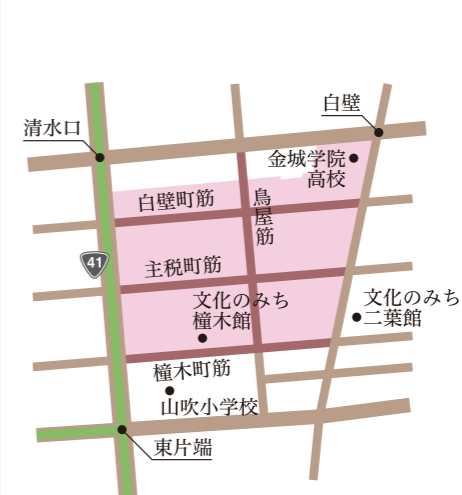 白壁
清水口
金城学院
高校
白壁町筋
鳥屋筋
41
主税町筋
文化のみち
橦木館
文化のみち
二葉館
橦木町筋
山吹小学校
東片端